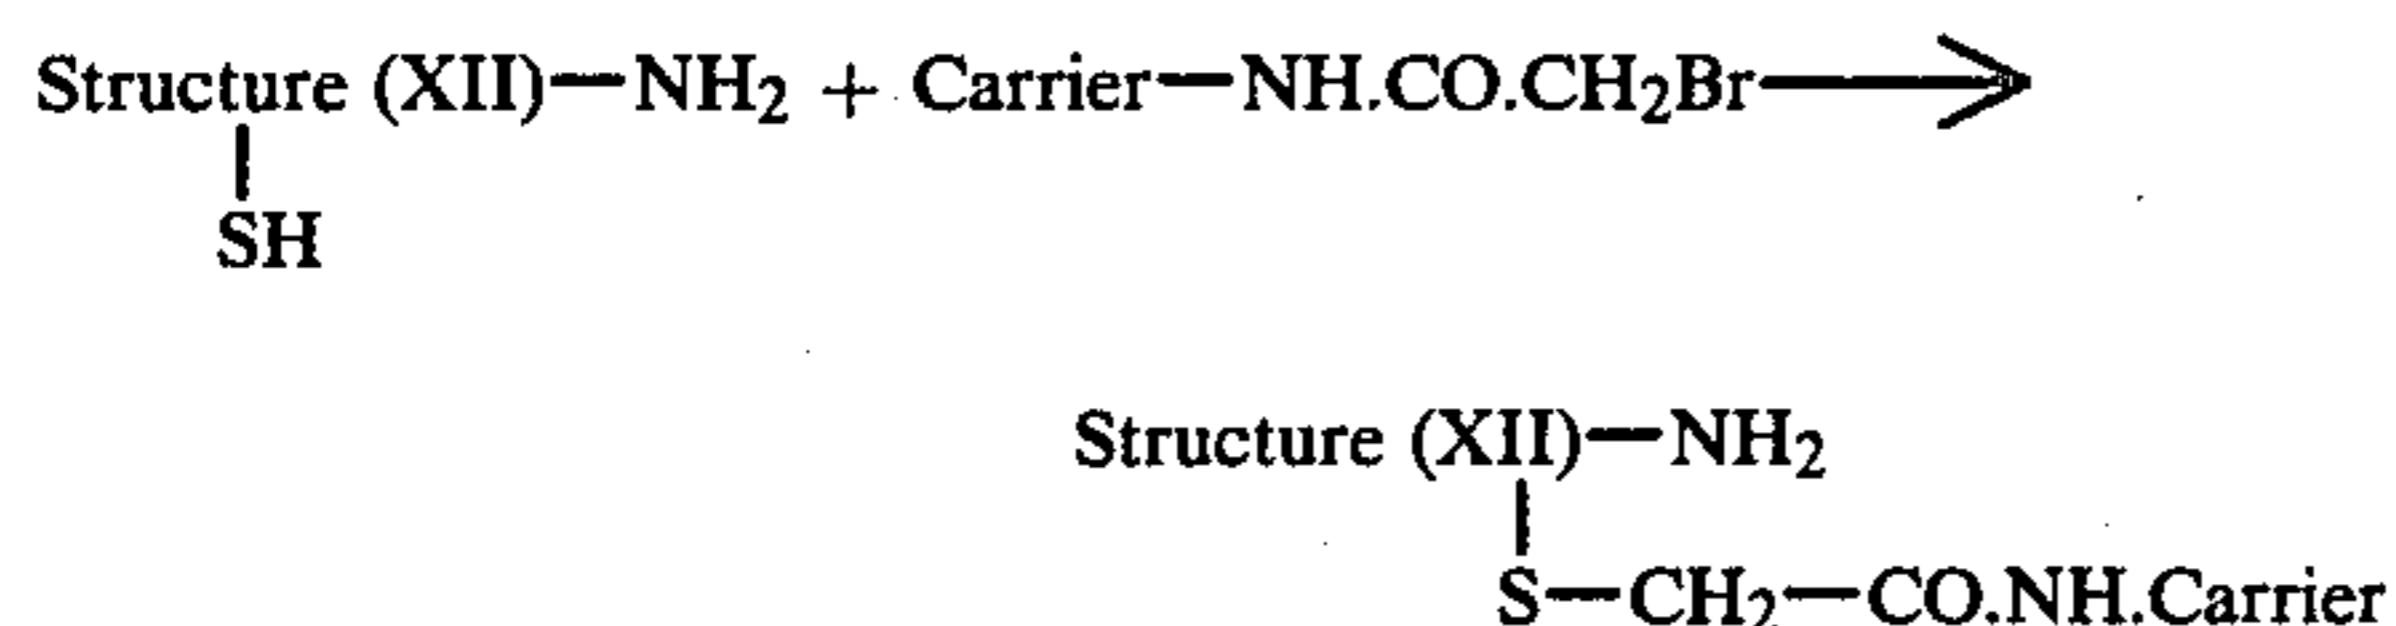 Structure (XII)—NH2 + Carrier—NH.CO.CH2Br
SH
Structure (XII)—NH2
S—CH2—CO.NH.Carrier